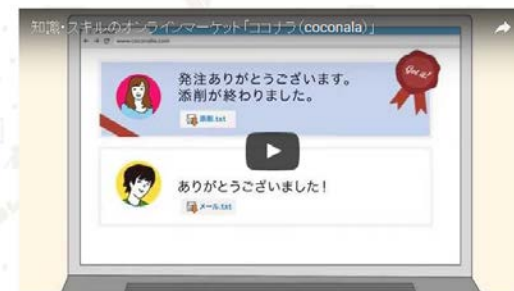 知識・スキルのオンラインマーケット「ココナラ(coconala)」
www.coconala.com
発注ありがとうございます。
添削が終わりました。
添削.txt
Got it!
ありがとうございました！
メール.txt